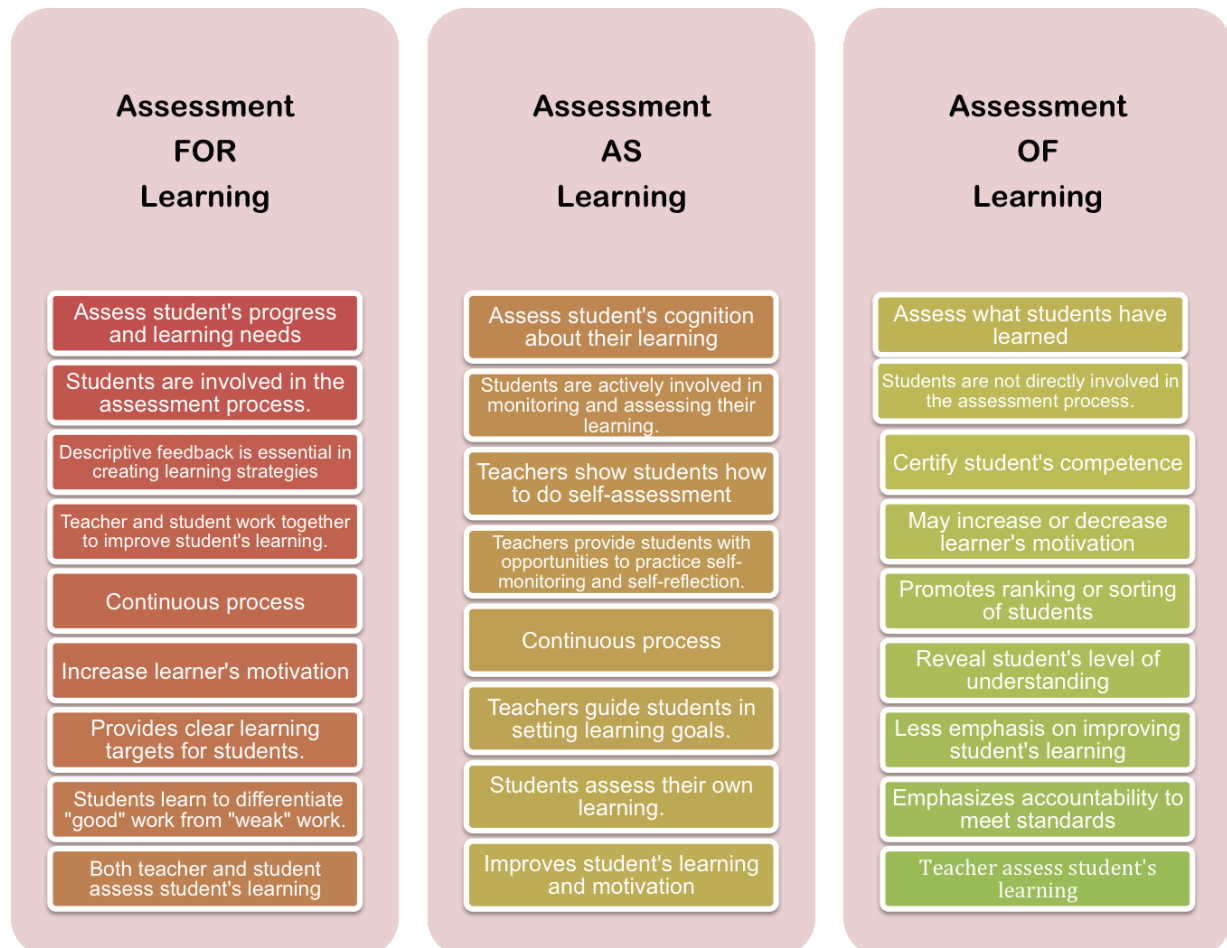 Assessment
FOR
Learning
Assess student's progress
and learning needs
Students are involved in the
assessment process.
Descriptive feedback is essential in
creating learning strategies
Teacher and student work together
to improve student's learning.
Continuous process
Increase learner's motivation
Provides clear learning
targets for students.
Students learn to differentiate
"good" work from "weak" work.
Both teacher and student
assess student's learning
Assessment
AS
Learning
Assess student's cognition
about their learning
Students are actively involved in
monitoring and assessing their
learning.
Teachers show students how
to do self-assessment
Teachers provide students with
opportunities to practice self-
monitoring and self-reflection.
Continuous process
Teachers guide students in
setting learning goals.
Students assess their own
learning.
Improves student's learning
and motivation
Assessment
OF
Learning
Assess what students have
learned
Students are not directly involved in
the assessment process.
Certify student's competence
May increase or decrease
learner's motivation
Promotes ranking or sorting
of students
Reveal student's level of
understanding
Less emphasis on improving
student's learning
Emphasizes accountability to
meet standards
Teacher assess student's
learning